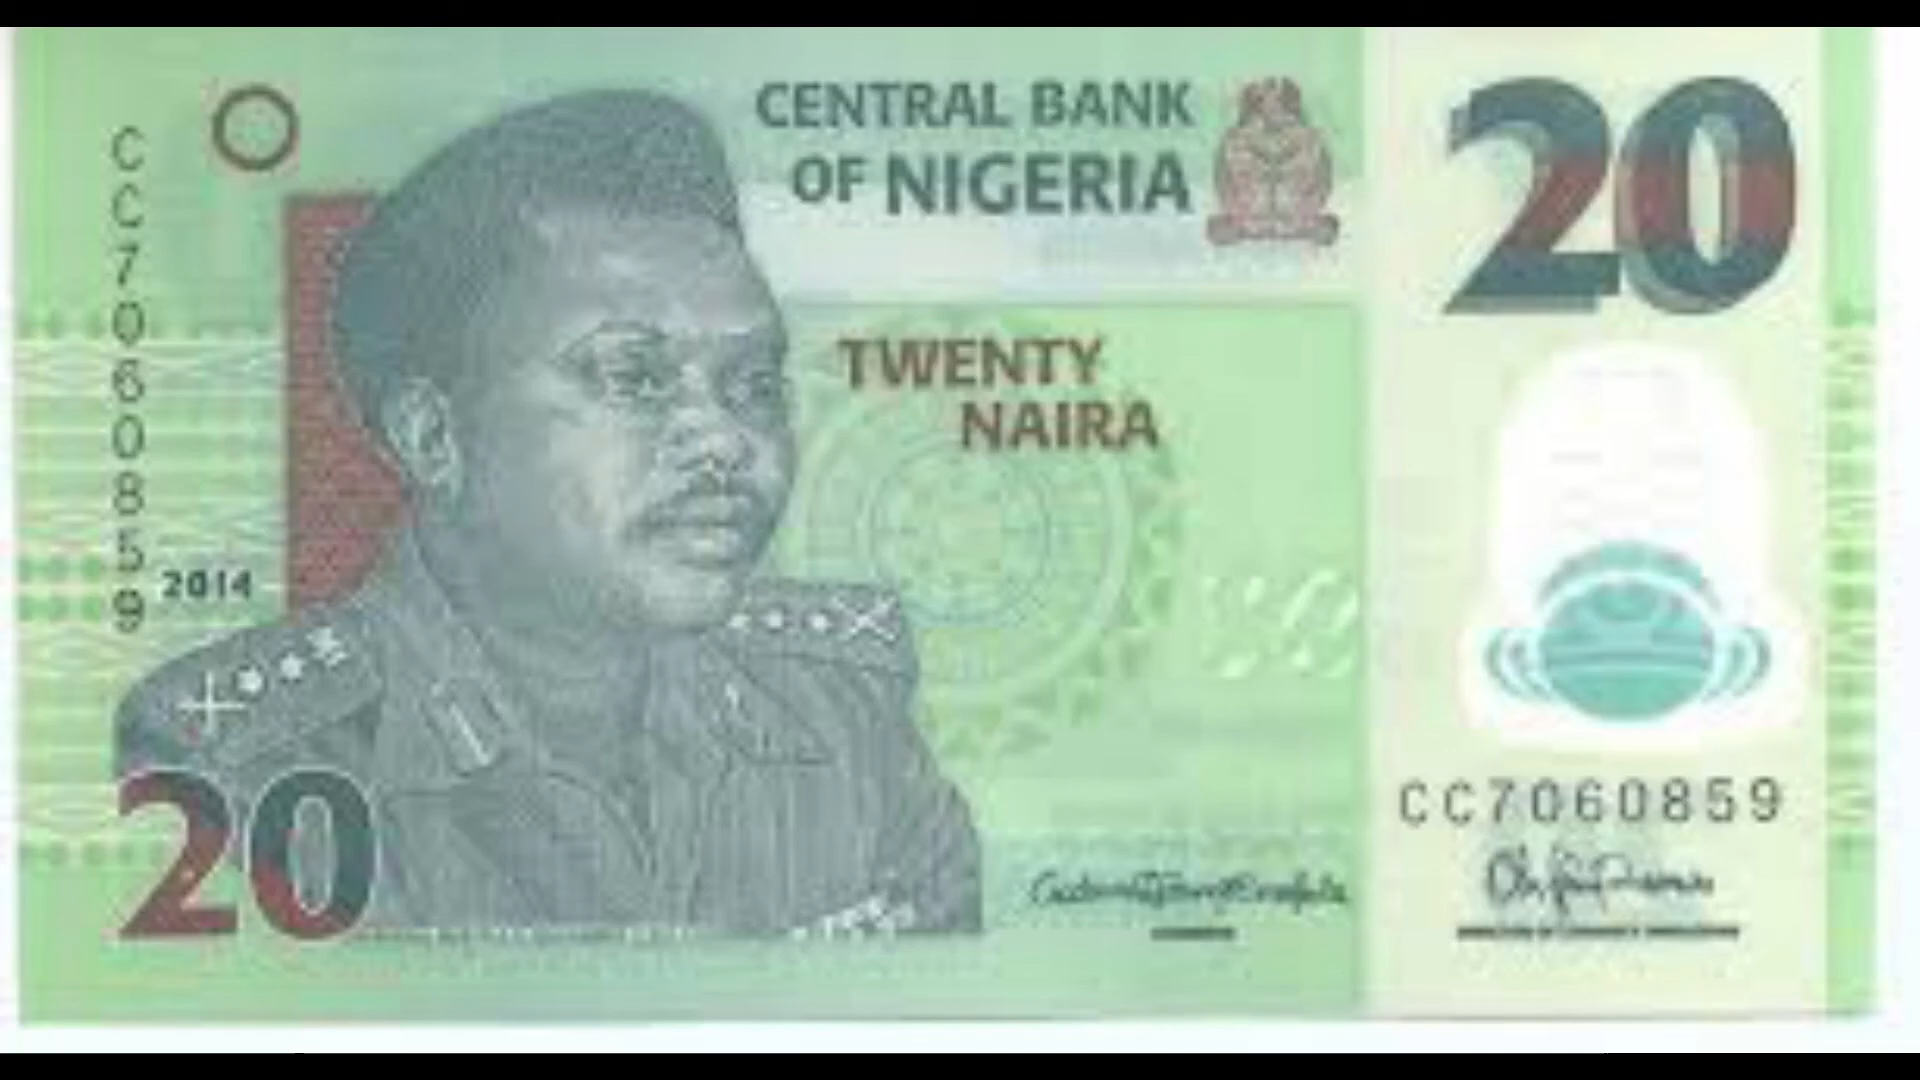 CENTRAL BANK
OF NIGERIA
20
CC7060859
TWENTY
NAIRA
2014
20
CC7060859